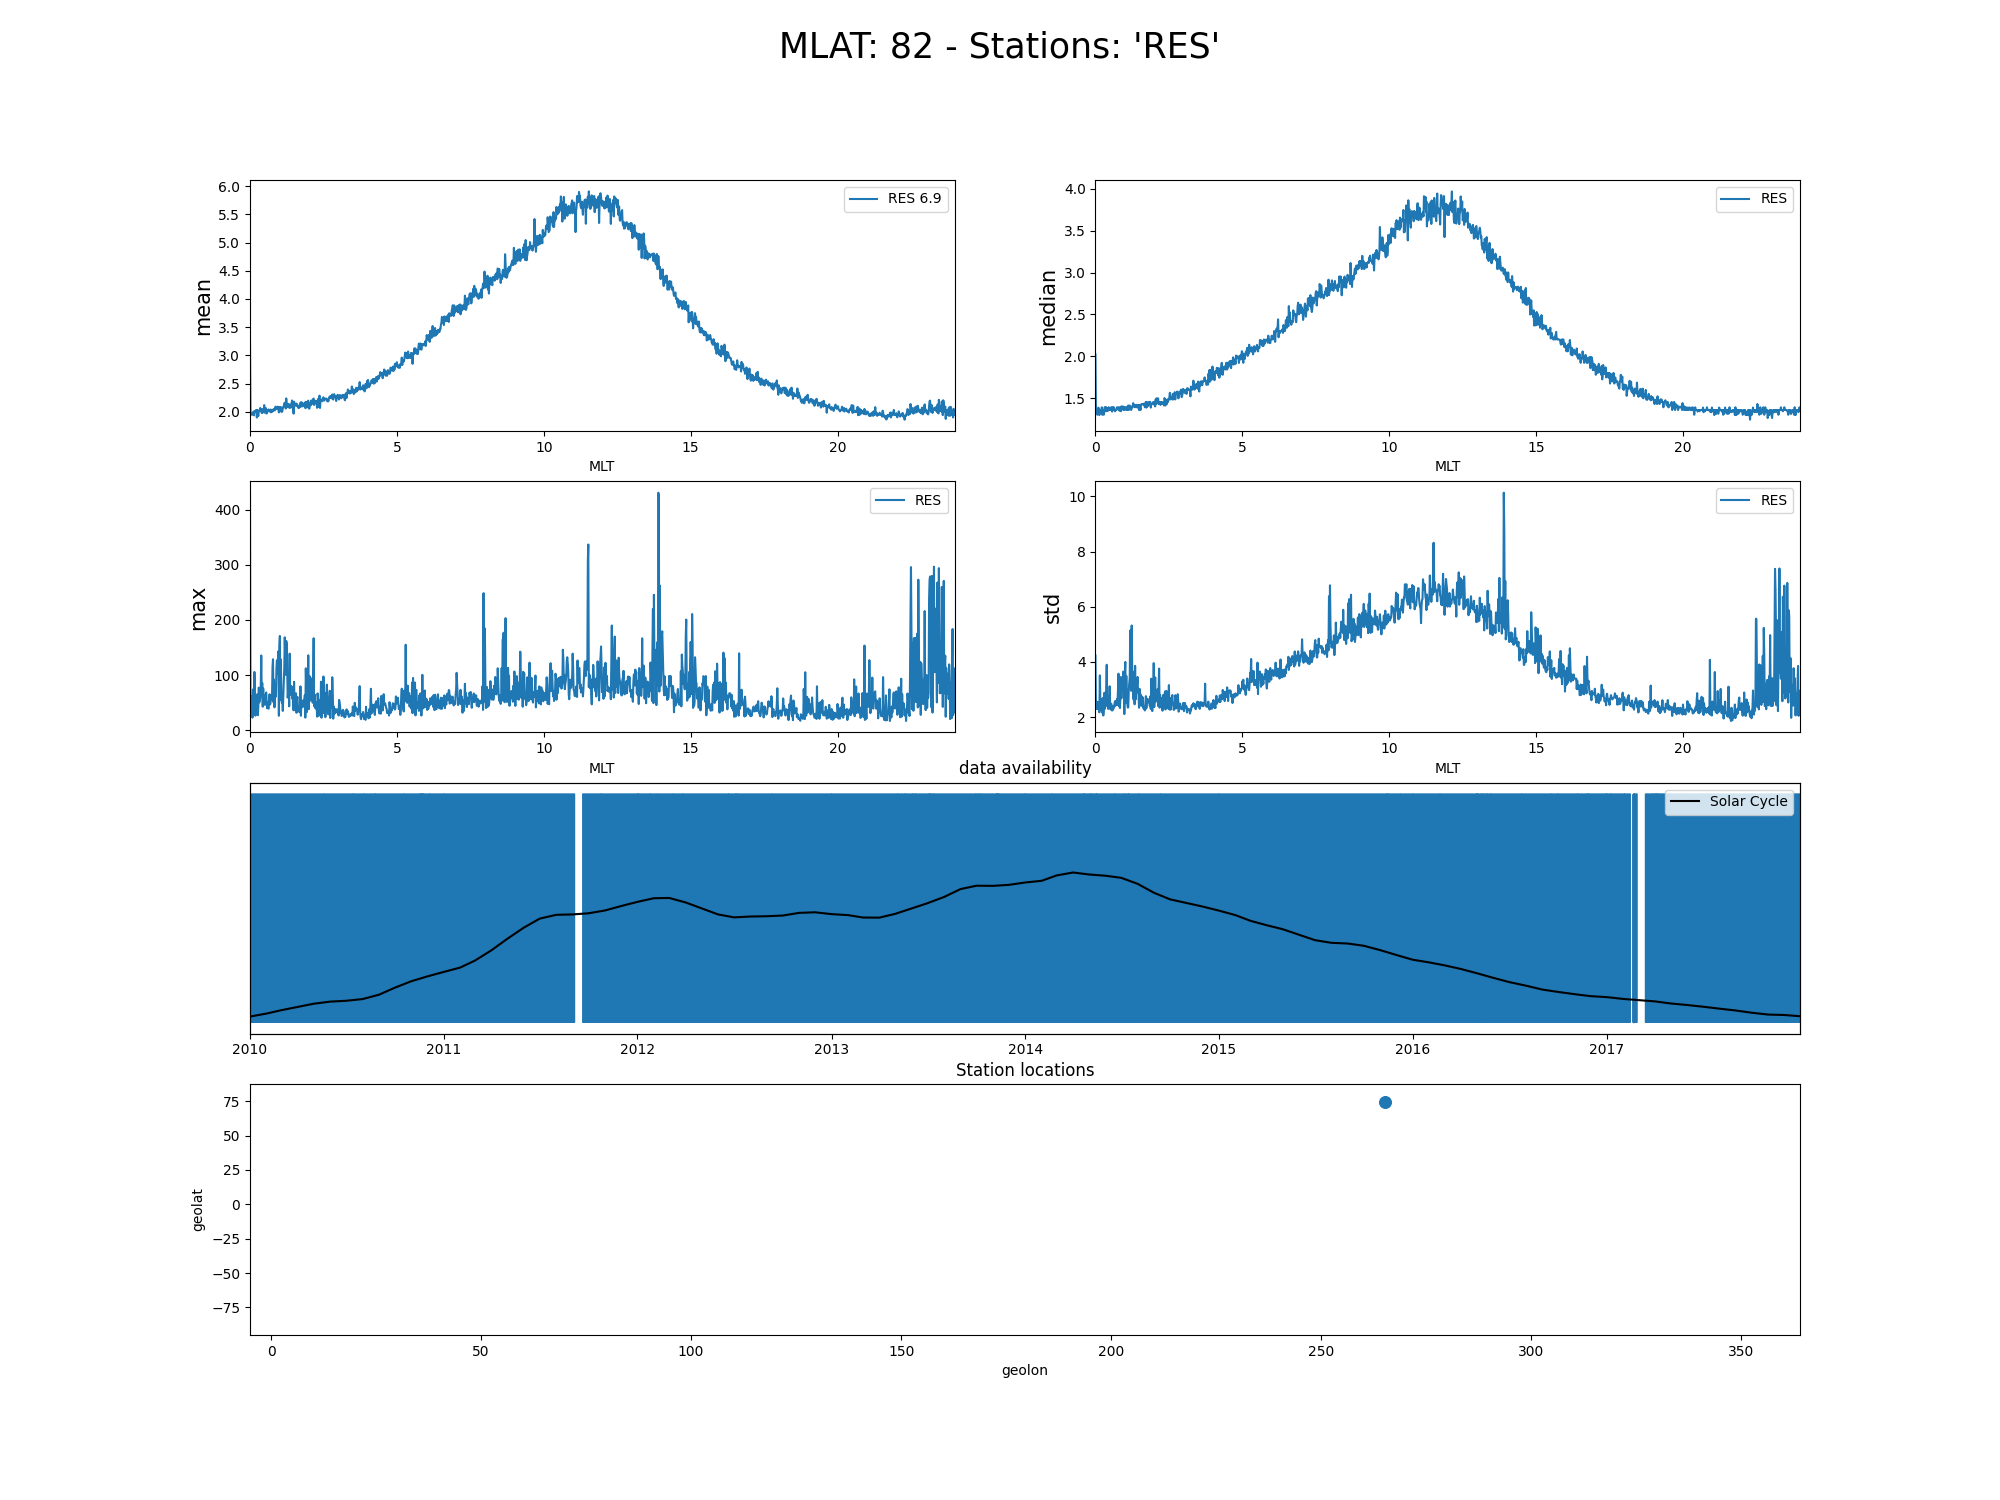 MLAT: 82 - Stations: 'RES'
6.0
5.5
5.0
4.5
4.0
3.5
3.0
2.5
2.0
mean
RES 6.9
0 5 10 15 20
MLT
4.0
3.5
3.0
2.5
2.0
1.5
median
RES
0 5 10 15 20
MLT
400
300
200
100
0
max
RES
0 5 10 15 20
MLT
10
8
6
4
2
std
RES
0 5 10 15 20
MLT
data availability
Solar Cycle
2010 2011 2012 2013 2014 2015 2016 2017
Station locations
75
50
25
0
−25
−50
−75
geolat
0 50 100 150 200 250 300 350
geolon